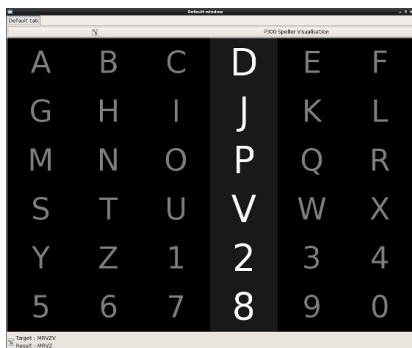 Default window
Default tab
P300 Speller Visualisation
A B C D E F
G H I J K L
M N O P Q R
S T U V W X
Y Z 1 2 3 4
5 6 7 8 9 0
Target : MRVZV
Result : MRVZ